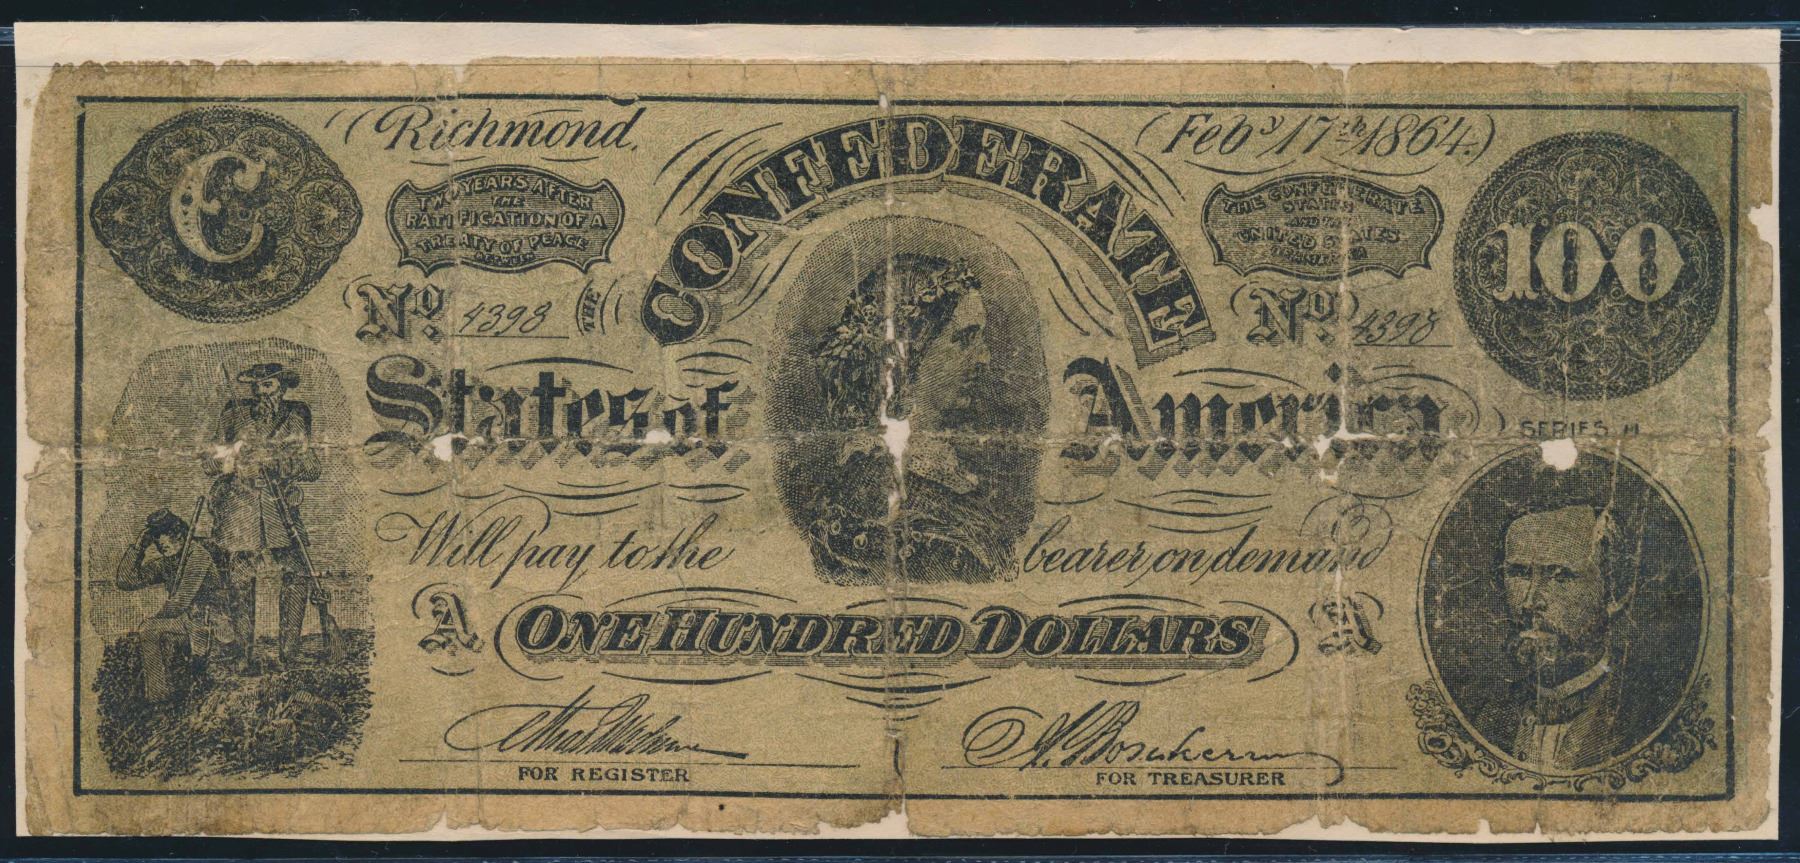 C
Richmond,
Feb.y 17th 1864.
100
TWO YEARS AFTER
THE
RATIFICATION OF A
TREATY OF PEACE
BETWEEN
THE CONFEDERATE
STATES
AND THE
UNITED STATES
No. 4398
No. 4398
THE
CONFEDERATE
States of America
SERIES
Will pay to the bearer on demand
A ONE HUNDRED DOLLARS A
FOR REGISTER
FOR TREASURER